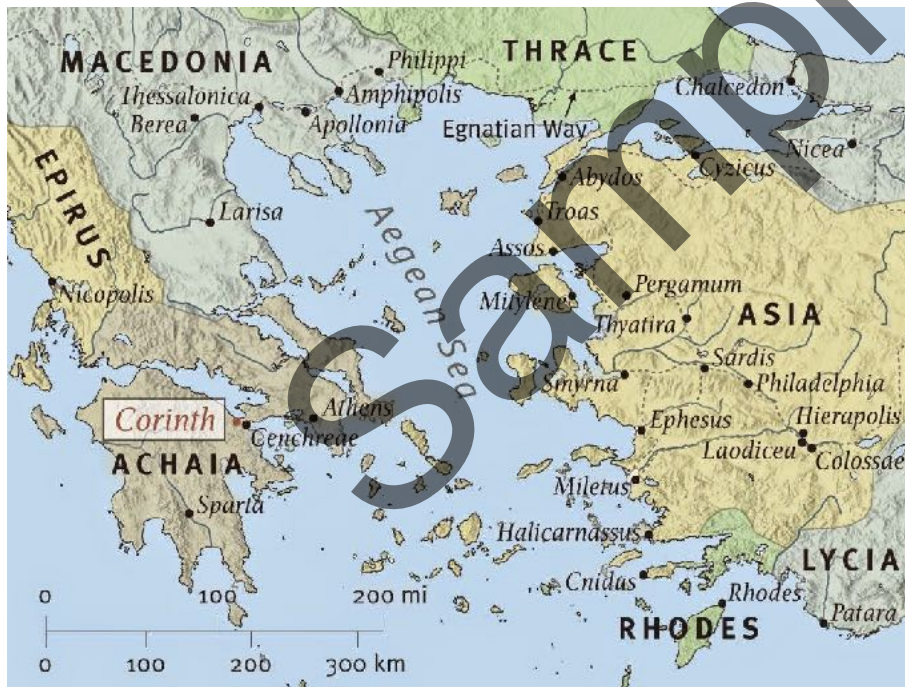 MACEDONIA
THRACE
Philippi
Thessalonica
Amphipolis
Chalcedon
Berea
Apollonia
Egnatian Way
Nicea
Cyzicus
EPIRUS
Abydos
Larisa
Troas
Aegean Sea
Assos
Nicopolis
Mitylene
Pergamum
Thyatira
ASIA
Sardis
Smyrna
Philadelphia
Corinth
Athens
Cenchreae
Ephesus
Hierapolis
Laodicea
Colossae
ACHAIA
Miletus
Sparta
Halicarnassus
LYCIA
Cnidus
Rhodes
Patara
RHODES
0 100 200 mi
0 100 200 300 km